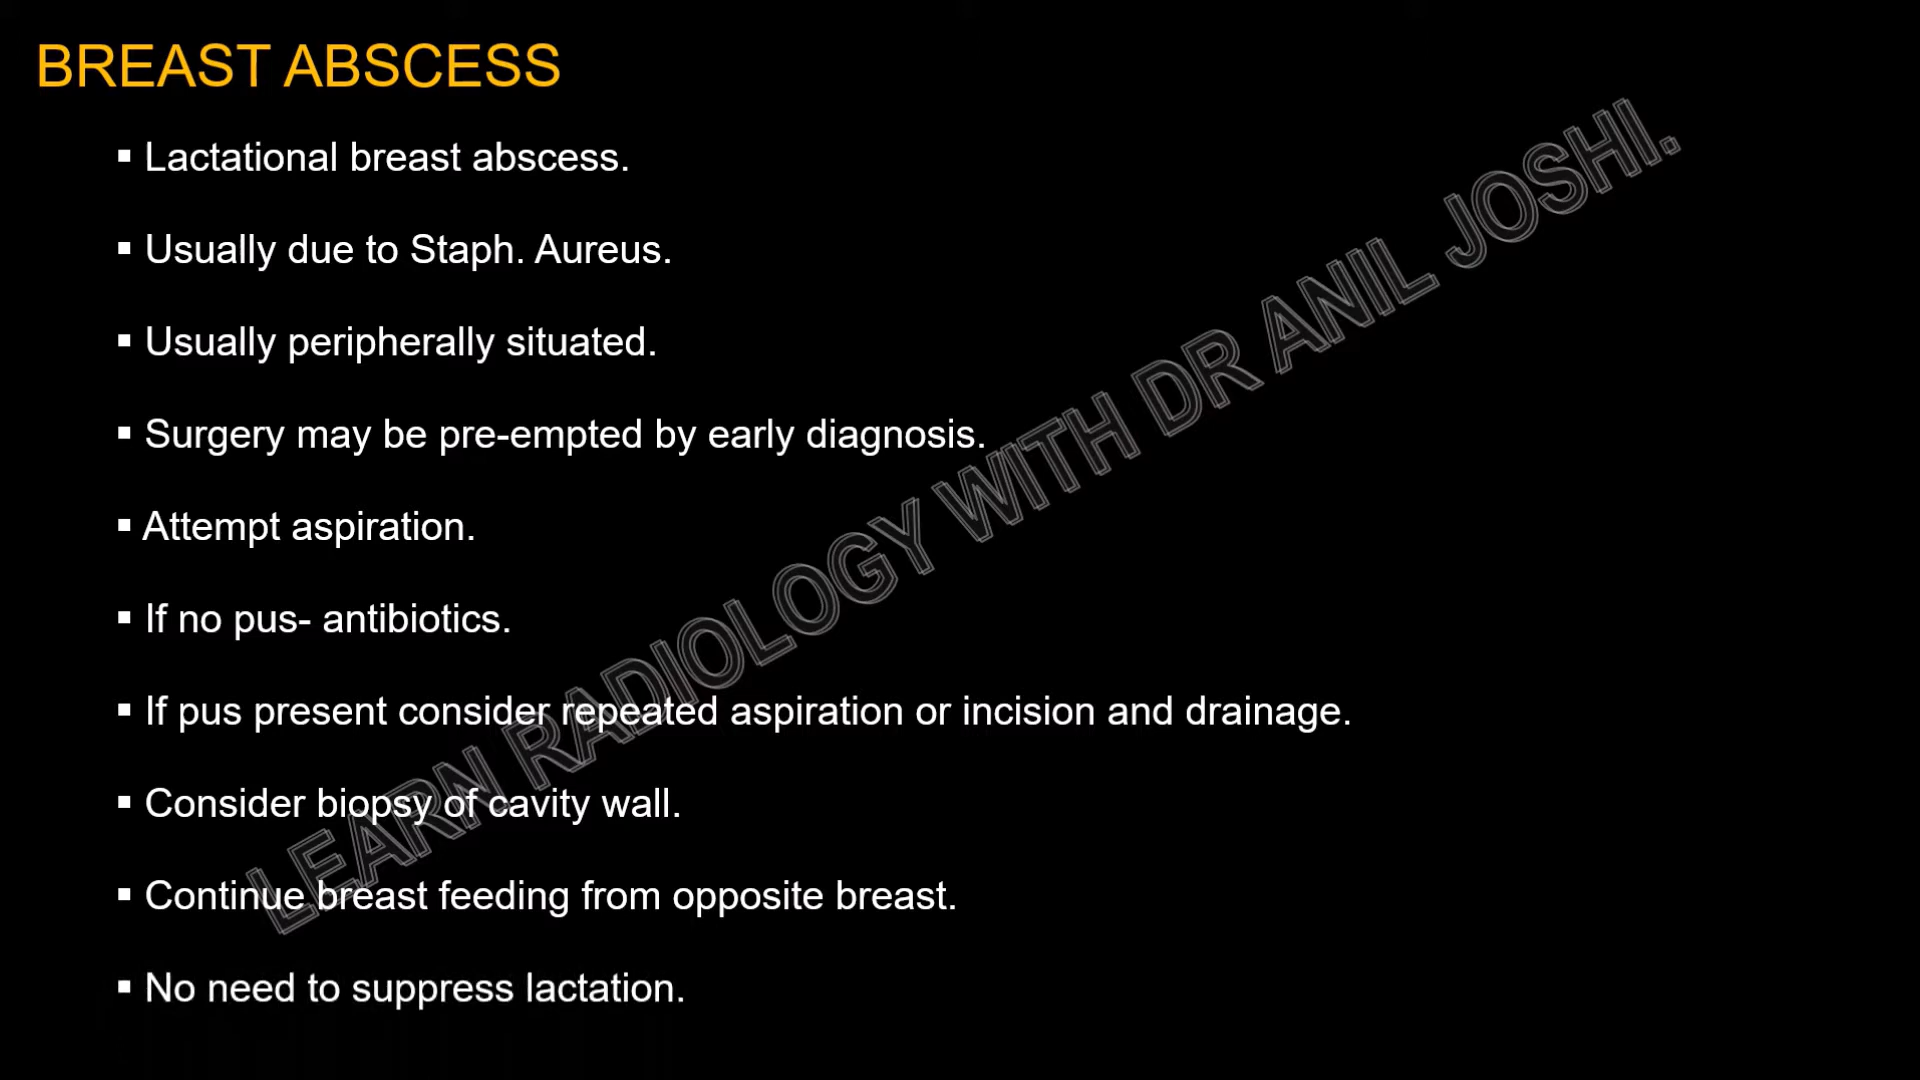 BREAST ABSCESS
▪ Lactational breast abscess.
▪ Usually due to Staph. Aureus.
▪ Usually peripherally situated.
▪ Surgery may be pre-empted by early diagnosis.
▪ Attempt aspiration.
▪ If no pus- antibiotics.
▪ If pus present consider repeated aspiration or incision and drainage.
▪ Consider biopsy of cavity wall.
▪ Continue breast feeding from opposite breast.
▪ No need to suppress lactation.
LEARN RADIOLOGY WITH DR ANIL JOSHI.